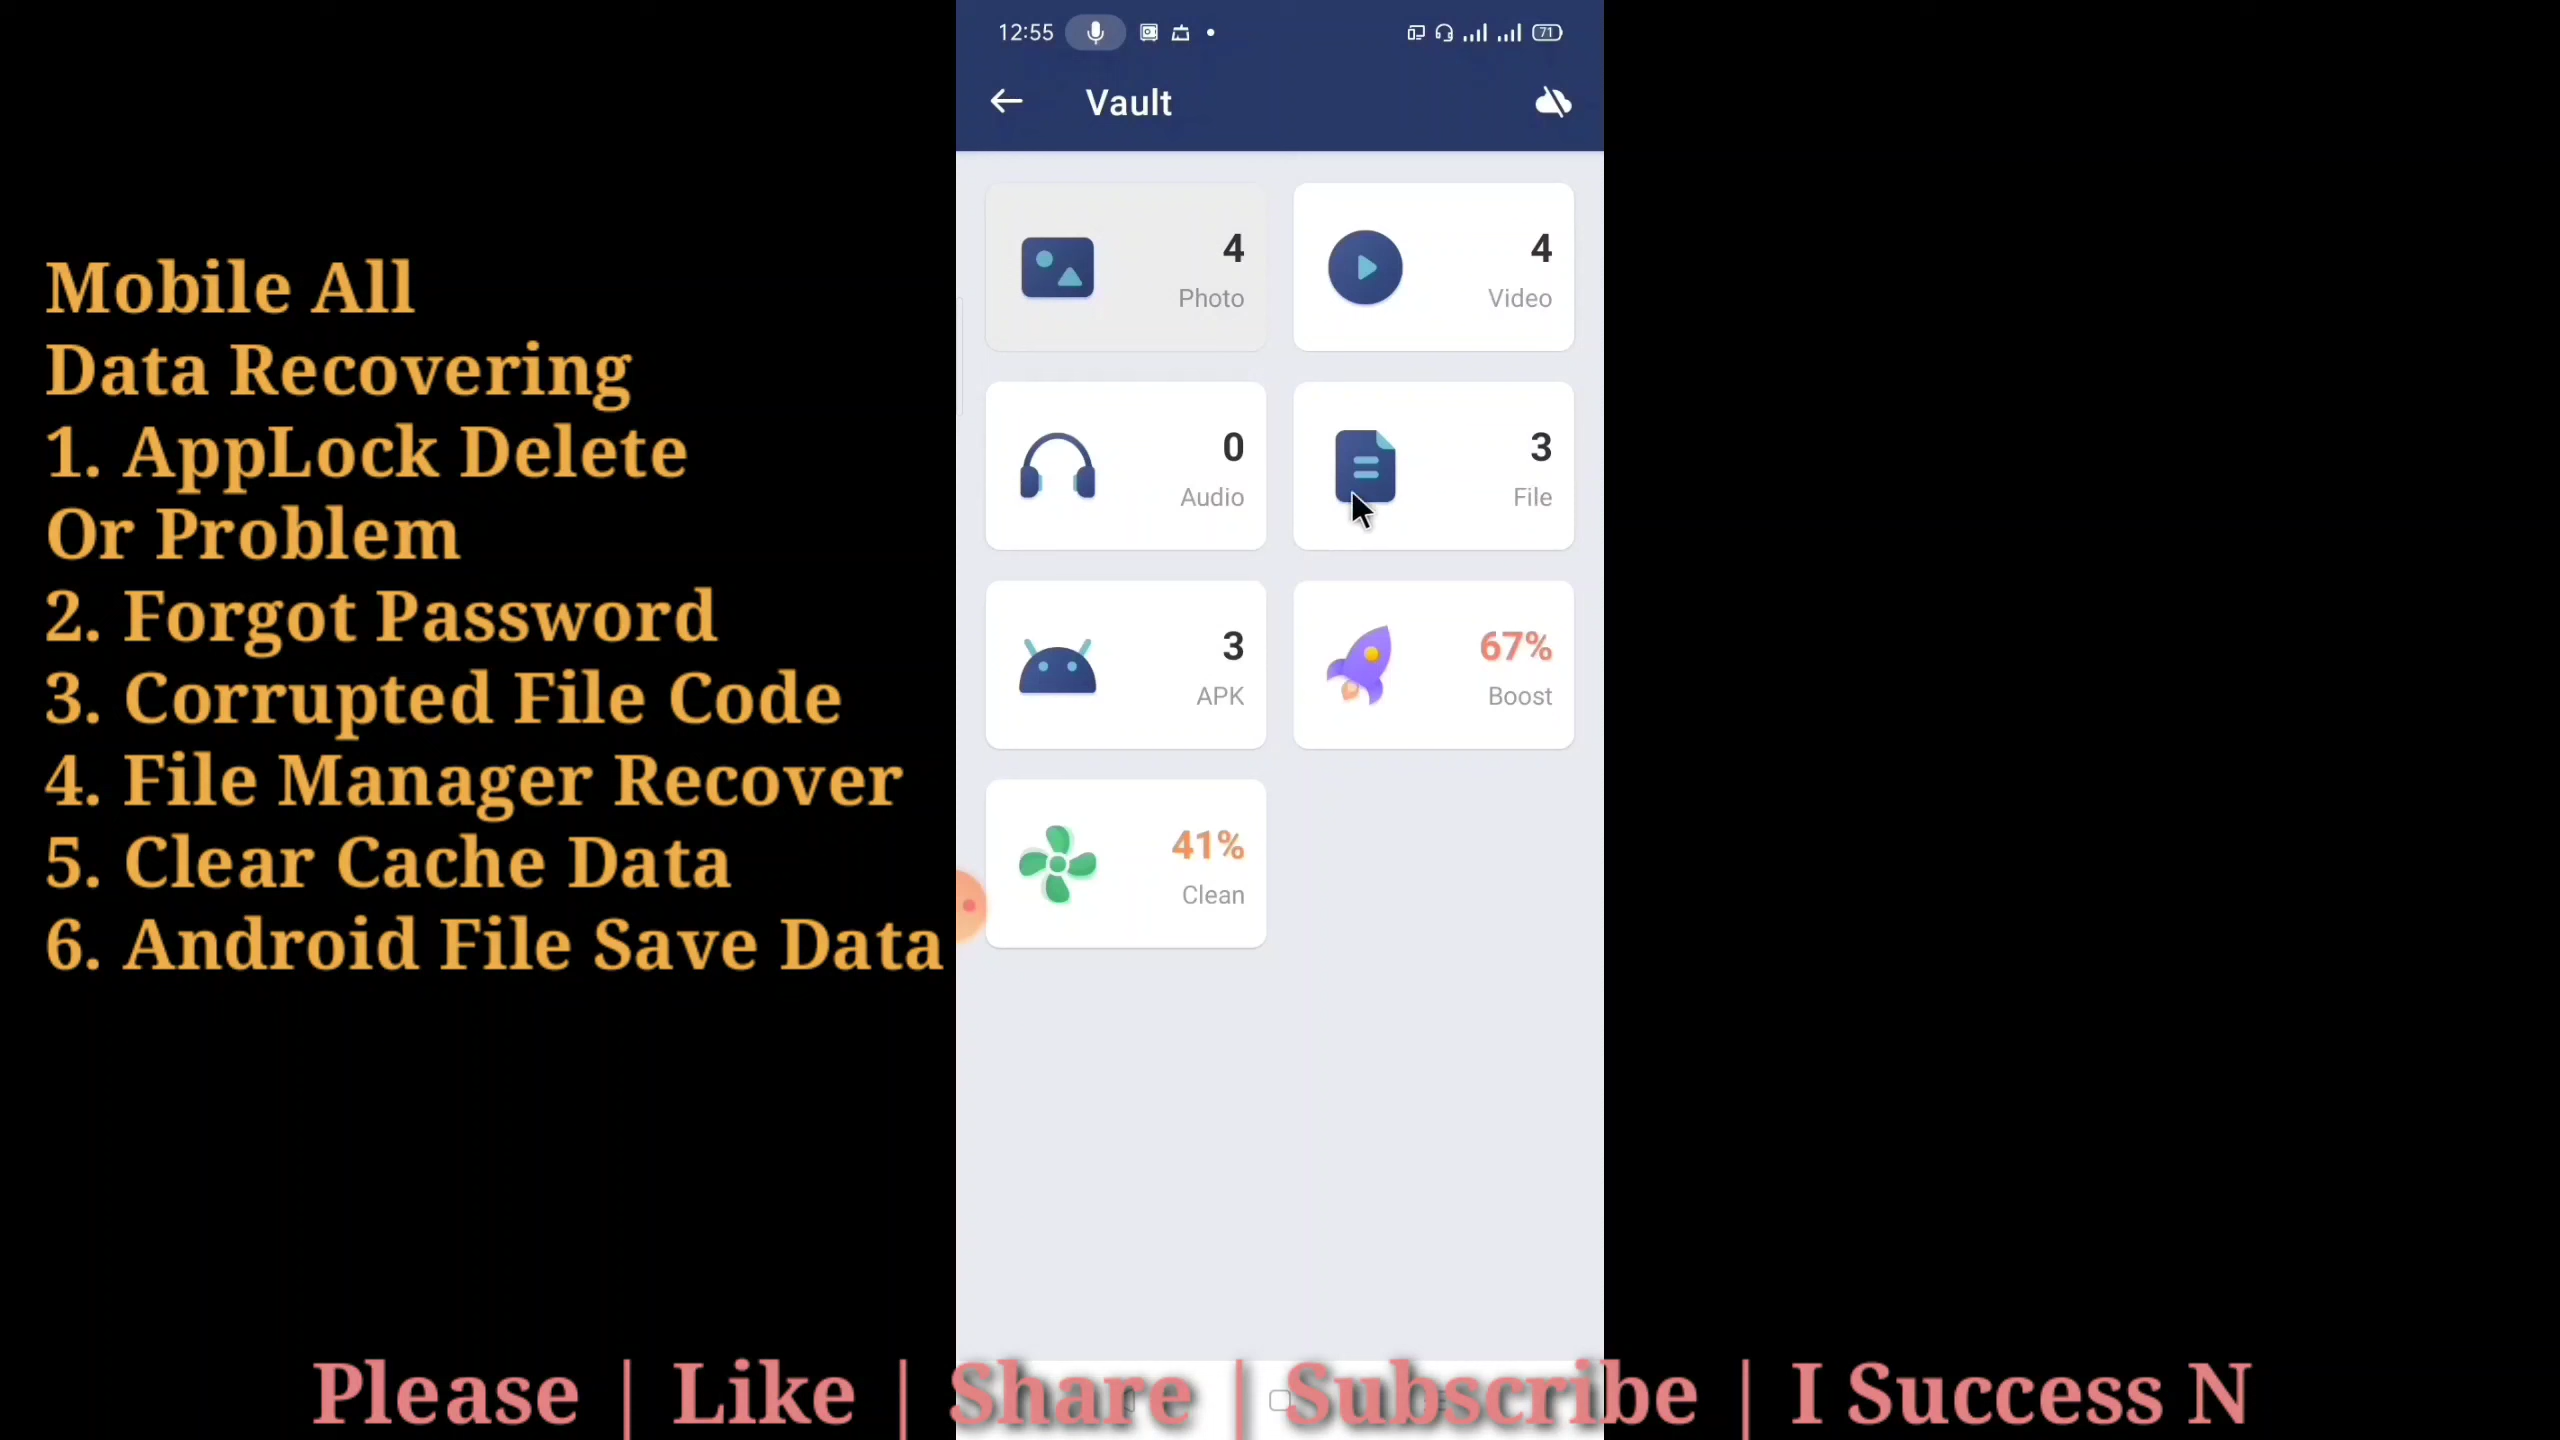 12:55
71
Vault
Mobile All
Data Recovering
1. AppLock Delete
Or Problem
2. Forgot Password
3. Corrupted File Code
4. File Manager Recover
5. Clear Cache Data
6. Android File Save Data
4
Photo
4
Video
0
Audio
3
File
3
APK
67%
Boost
41%
Clean
Please | Like | Share | Subscribe | I Success N